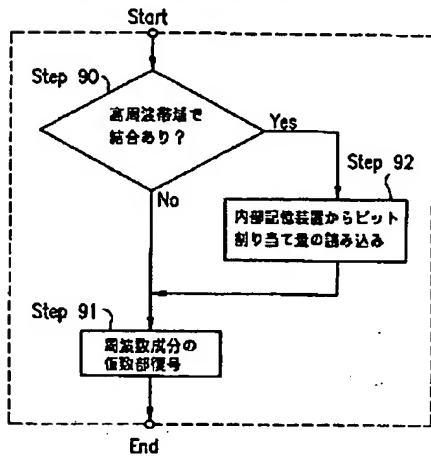 Start
Step 90
高周波帯域で
結合あり？
Yes
Step 92
No
内部記憶装置からビット
割り当て量の読み込み
Step 91
周波数成分の
仮数部復号
End